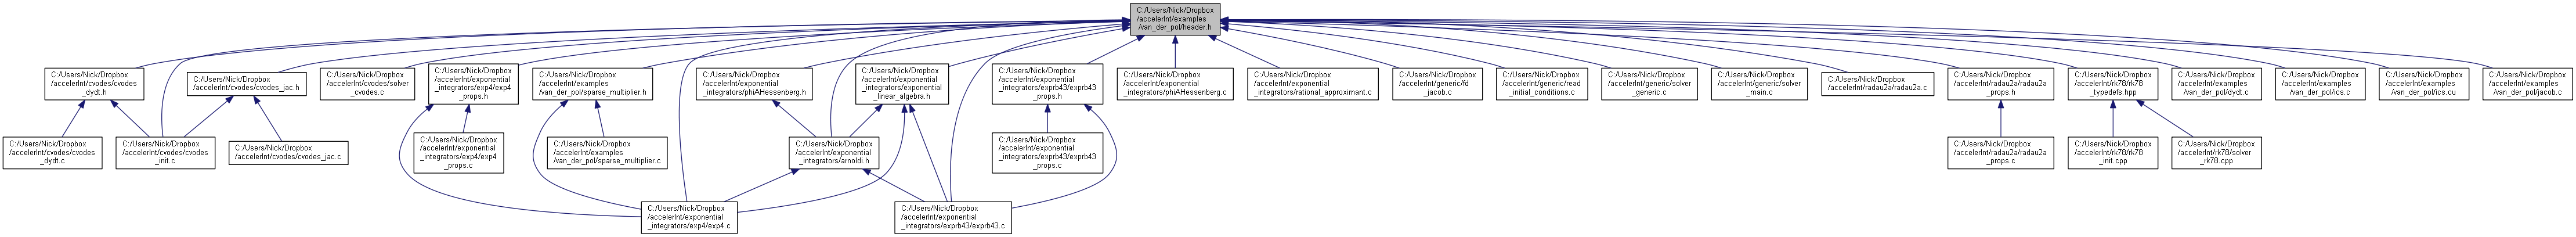 C:/Users/Nick/Dropbox
/accelerInt/examples
/van_der_pol/header.h
C:/Users/Nick/Dropbox
/accelerInt/cvodes/cvodes
_dydt.h
C:/Users/Nick/Dropbox
/accelerInt/cvodes/cvodes_jac.h
C:/Users/Nick/Dropbox
/accelerInt/cvodes/solver
_cvodes.c
C:/Users/Nick/Dropbox
/accelerInt/exponential
_integrators/exp4/exp4
_props.h
C:/Users/Nick/Dropbox
/accelerInt/examples
/van_der_pol/sparse_multiplier.h
C:/Users/Nick/Dropbox
/accelerInt/exponential
_integrators/phiAHessenberg.h
C:/Users/Nick/Dropbox
/accelerInt/exponential
_integrators/exponential
_linear_algebra.h
C:/Users/Nick/Dropbox
/accelerInt/exponential
_integrators/exprb43/exprb43
_props.h
C:/Users/Nick/Dropbox
/accelerInt/exponential
_integrators/phiAHessenberg.c
C:/Users/Nick/Dropbox
/accelerInt/exponential
_integrators/rational_approximant.c
C:/Users/Nick/Dropbox
/accelerInt/generic/fd
_jacob.c
C:/Users/Nick/Dropbox
/accelerInt/generic/read
_initial_conditions.c
C:/Users/Nick/Dropbox
/accelerInt/generic/solver
_generic.c
C:/Users/Nick/Dropbox
/accelerInt/generic/solver
_main.c
C:/Users/Nick/Dropbox
/accelerInt/radau2a/radau2a.c
C:/Users/Nick/Dropbox
/accelerInt/radau2a/radau2a
_props.h
C:/Users/Nick/Dropbox
/accelerInt/rk78/rk78
_typedefs.hpp
C:/Users/Nick/Dropbox
/accelerInt/examples
/van_der_pol/dydt.c
C:/Users/Nick/Dropbox
/accelerInt/examples
/van_der_pol/ics.c
C:/Users/Nick/Dropbox
/accelerInt/examples
/van_der_pol/ics.cu
C:/Users/Nick/Dropbox
/accelerInt/examples
/van_der_pol/jacob.c
C:/Users/Nick/Dropbox
/accelerInt/cvodes/cvodes
_dydt.c
C:/Users/Nick/Dropbox
/accelerInt/cvodes/cvodes
_init.c
C:/Users/Nick/Dropbox
/accelerInt/cvodes/cvodes_jac.c
C:/Users/Nick/Dropbox
/accelerInt/exponential
_integrators/exp4/exp4
_props.c
C:/Users/Nick/Dropbox
/accelerInt/examples
/van_der_pol/sparse_multiplier.c
C:/Users/Nick/Dropbox
/accelerInt/exponential
_integrators/arnoldi.h
C:/Users/Nick/Dropbox
/accelerInt/exponential
_integrators/exprb43/exprb43
_props.c
C:/Users/Nick/Dropbox
/accelerInt/radau2a/radau2a
_props.c
C:/Users/Nick/Dropbox
/accelerInt/rk78/rk78
_init.cpp
C:/Users/Nick/Dropbox
/accelerInt/rk78/solver
_rk78.cpp
C:/Users/Nick/Dropbox
/accelerInt/exponential
_integrators/exp4/exp4.c
C:/Users/Nick/Dropbox
/accelerInt/exponential
_integrators/exprb43/exprb43.c